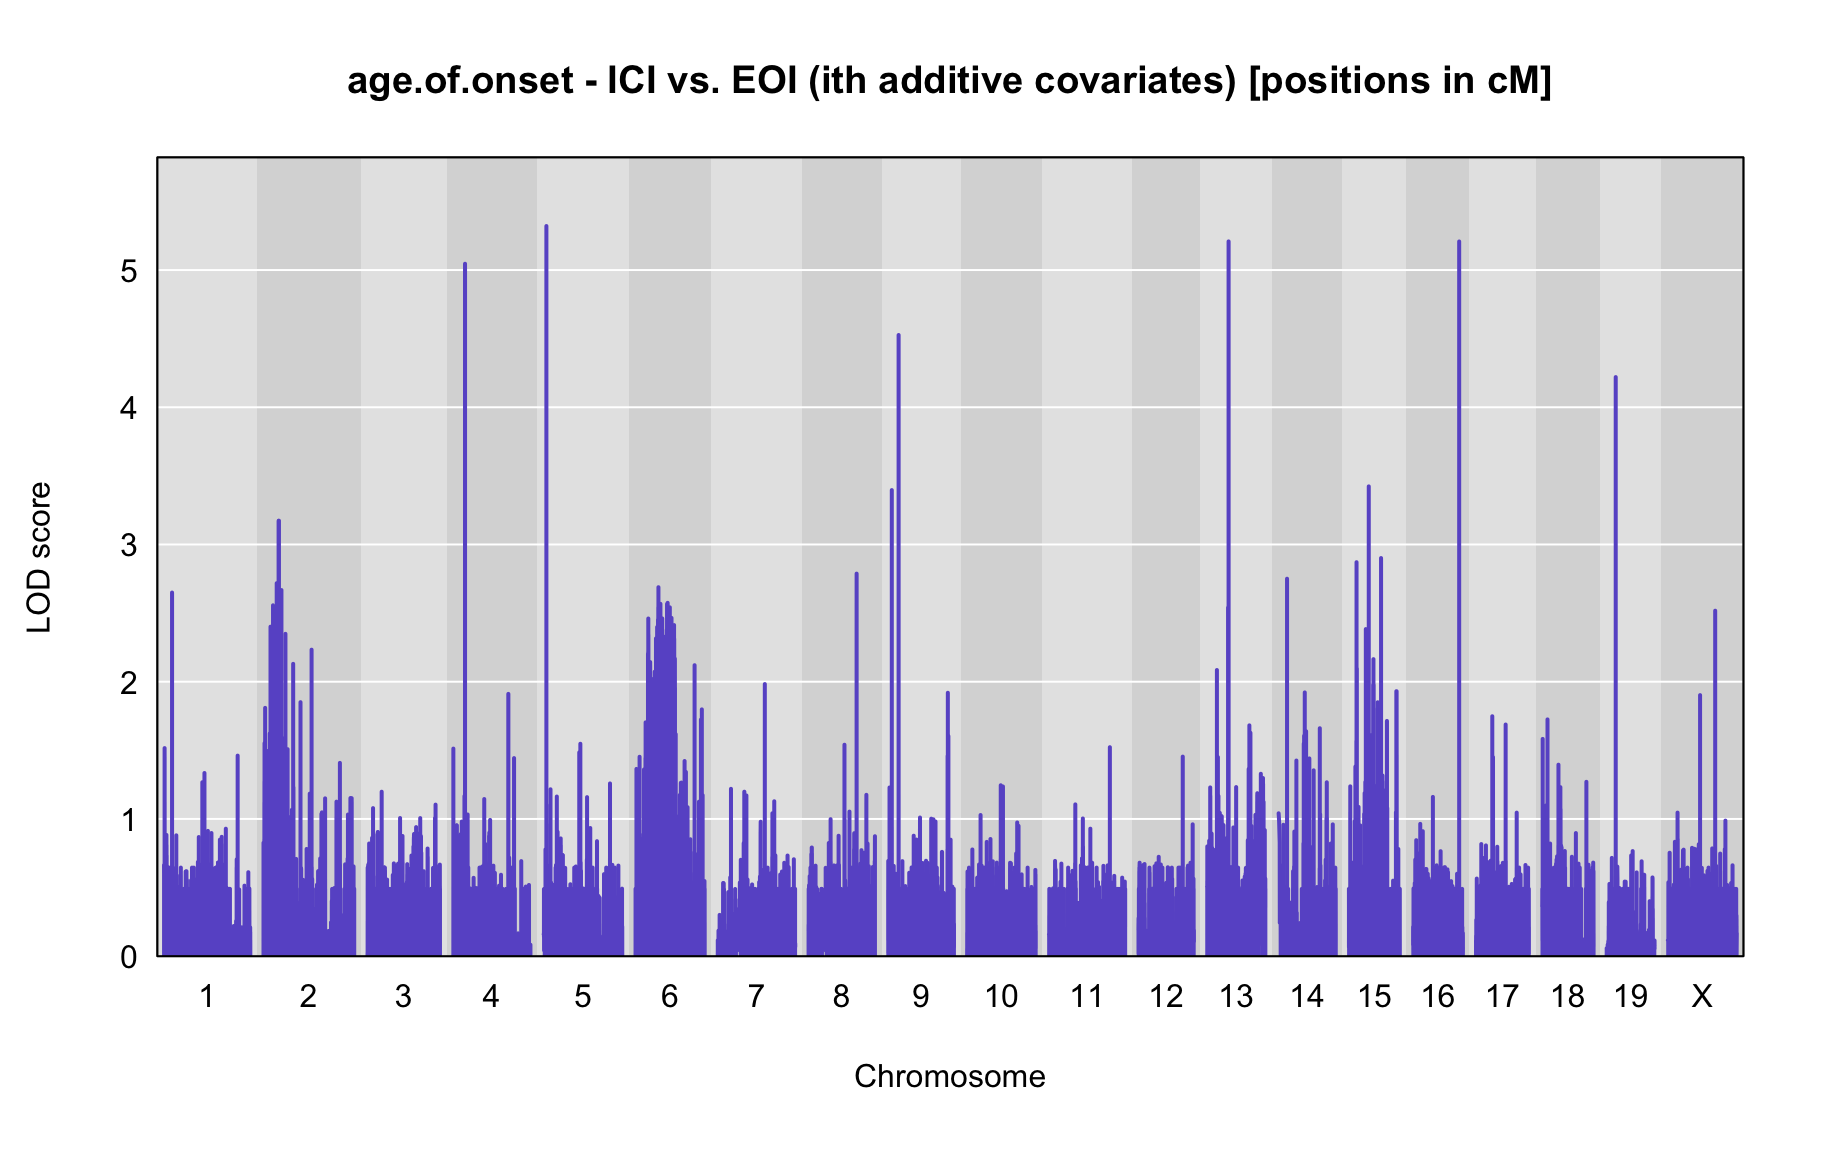 age.of.onset - ICI vs. EOI (ith additive covariates) [positions in cM]
LOD score
5
4
3
2
1
0
1 2 3 4 5 6 7 8 9 10 11 12 13 14 15 16 17 18 19 X
Chromosome